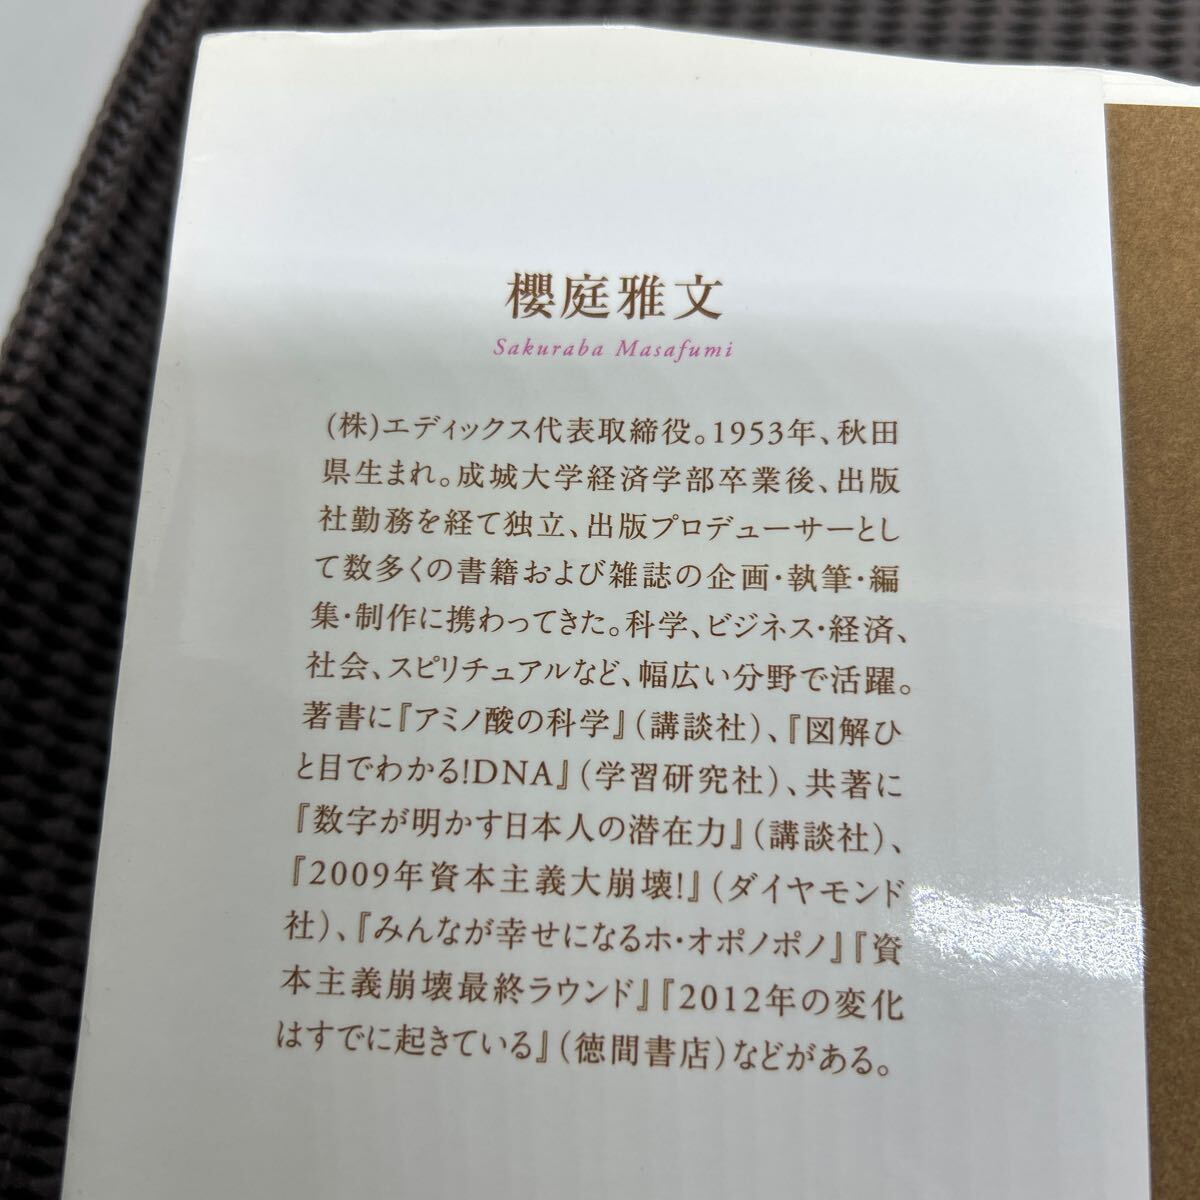 櫻庭雅文
Sakuraba Masafumi
(株)エディックス代表取締役。1953年、秋田
県生まれ。成城大学経済学部卒業後、出版
社勤務を経て独立、出版プロデューサーとし
て数多くの書籍および雑誌の企画・執筆・編
集・制作に携わってきた。科学、ビジネス・経済、
社会、スピリチュアルなど、幅広い分野で活躍。
著書に『アミノ酸の科学』(講談社)、『図解ひ
と目でわかる!DNA』(学習研究社)、共著に
『数字が明かす日本人の潜在力』(講談社)、
『2009年資本主義大崩壊!』(ダイヤモンド
社)、『みんなが幸せになるホ・オポノポノ』『資
本主義崩壊最終ラウンド』『2012年の変化
はすでに起きている』(徳間書店)などがある。